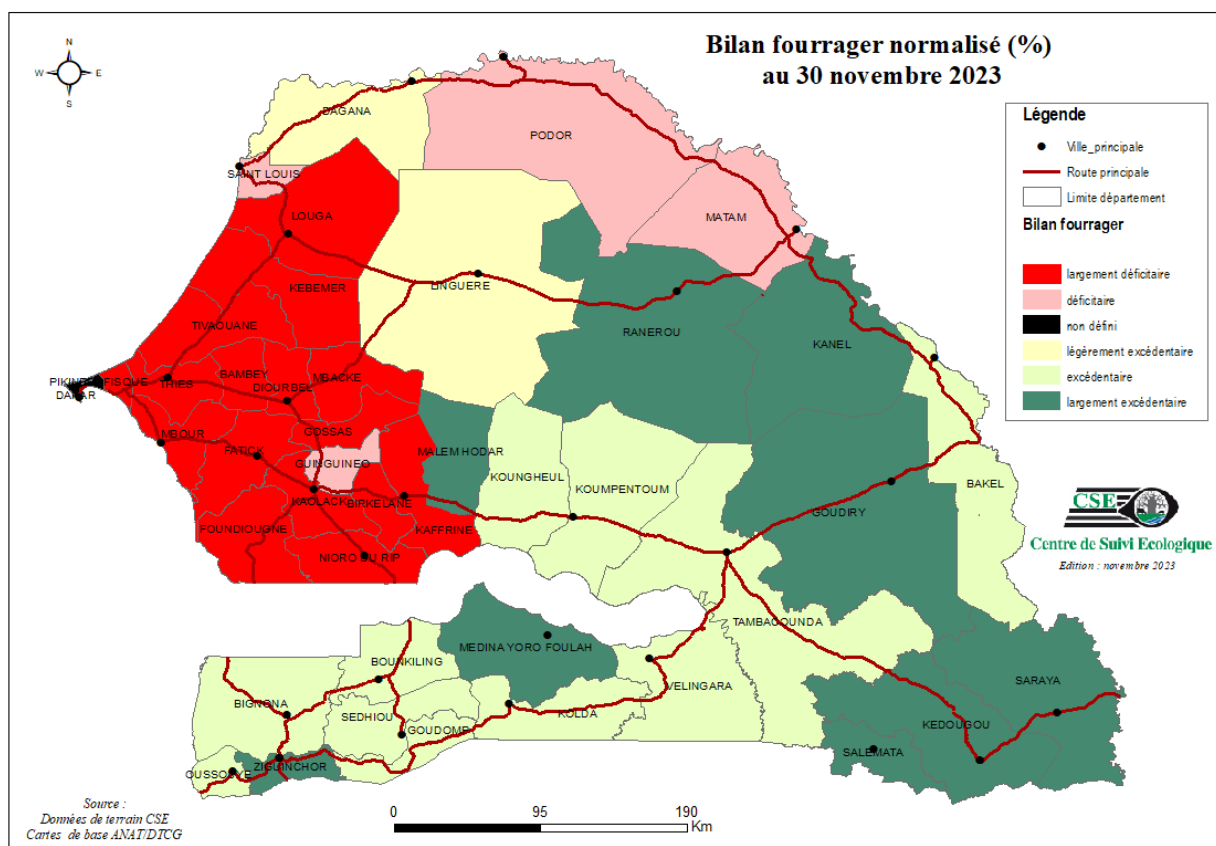 Bilan fourrager normalisé (%)
au 30 novembre 2023
N
W
E
S
Légende
Ville_principale
Route principale
Limite département
Bilan fourrager
largement déficitaire
déficitaire
non défini
légèrement excédentaire
excédentaire
largement excédentaire
DAGANA
PODOR
SAINT LOUIS
LOUGA
MATAM
KEBEMER
LINGUERE
TIVAOUANE
RANEROU
KANEL
BAMBEY
MBACKE
THIES
DIOURBEL
DAKAR
MBOUR
GOSSAS
FATICK
GUINGUINEO
MALEM HODAR
KOUNGHEUL
KOUMPENTOUM
BAKEL
KAOLACK
BIRKELANE
GOUDIRY
FOUNDIOUGNE
KAFFRINE
NIORO DU RIP
CSE
Centre de Suivi Ecologique
Edition : novembre 2023
TAMBACOUNDA
MEDINA YORO FOULAH
BOUNKILING
VELINGARA
SARAYA
BIGNONA
SEDHIOU
KOLDA
GOUDOMP
KEDOUGOU
SALEMATA
ZIGUINCHOR
OUSSOUYE
Source :
Données de terrain CSE
Cartes de base ANAT/DTCG
0
95
190
Km